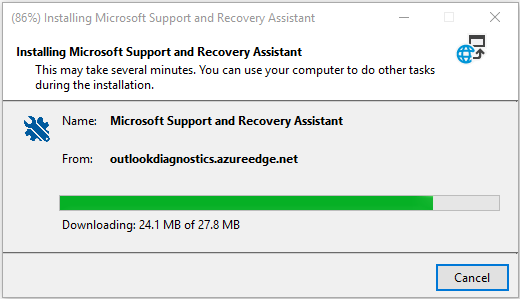 (86%) Installing Microsoft Support and Recovery Assistant
Installing Microsoft Support and Recovery Assistant
This may take several minutes. You can use your computer to do other tasks
during the installation.
Name: Microsoft Support and Recovery Assistant
From: outlookdiagnostics.azureedge.net
Downloading: 24.1 MB of 27.8 MB
Cancel